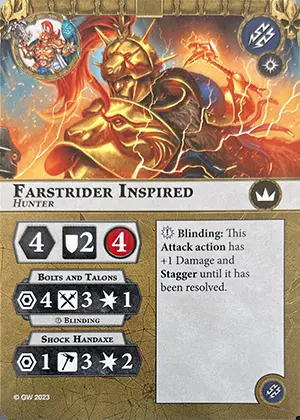 FARSTRIDER INSPIRED
HUNTER
4 2 4
BOLTS AND TALONS
4 3 1
BLINDING
SHOCK HANDAXE
1 3 2
Blinding: This
Attack action has
+1 Damage and
Stagger until it has
been resolved.
© GW 2023